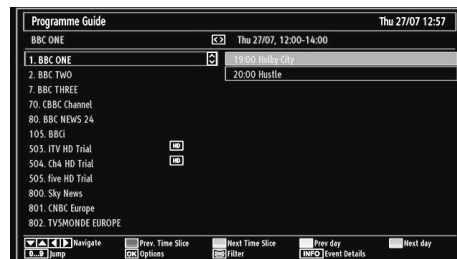 Programme Guide Thu 27/07 12:57
BBC ONE Thu 27/07, 12:00-14:00
1. BBC ONE 19:00 Holby City
2. BBC TWO 20:00 Hustle
7. BBC THREE
70. CBBC Channel
80. BBC NEWS 24
105. BBCi
503. ITV HD Trial HD
504. Ch4 HD Trial HD
505. five HD Trial
800. Sky News
801. CNBC Europe
802. TV5MONDE EUROPE
Navigate Prev. Time Slice Next Time Slice Prev day Next day
0...9 Jump OK Options Filter INFO Event Details